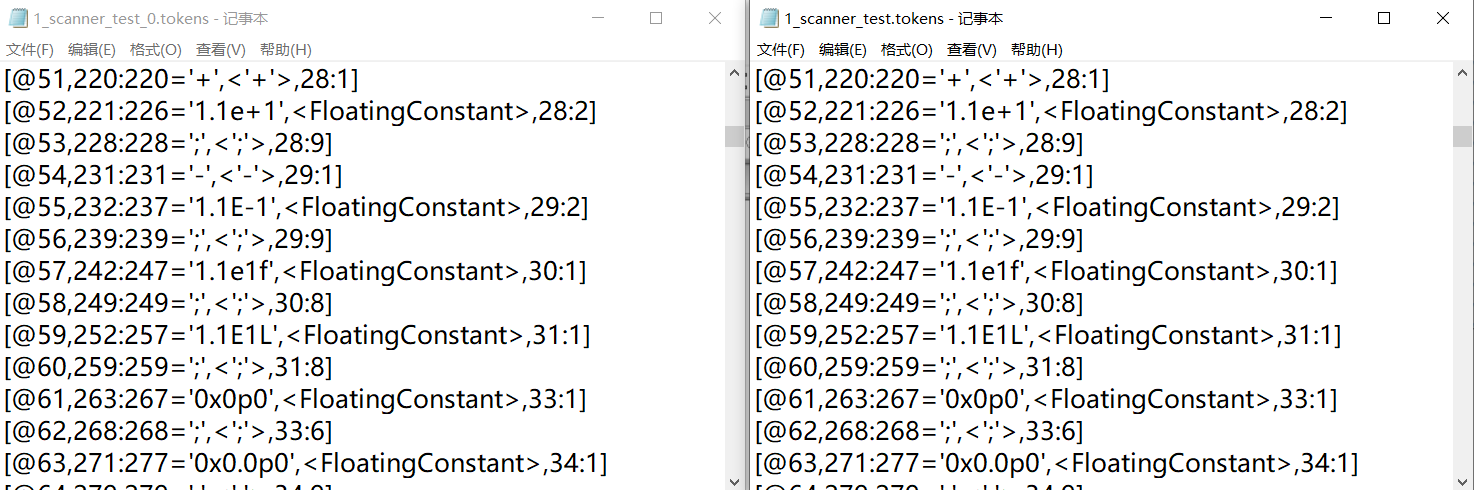 1_scanner_test_0.tokens - 记事本
文件(F) 编辑(E) 格式(O) 查看(V) 帮助(H)
[@51,220:220='+',<'+'>,28:1]
[@52,221:226='1.1e+1',<FloatingConstant>,28:2]
[@53,228:228=';',<';'>,28:9]
[@54,231:231='-',<'-'>,29:1]
[@55,232:237='1.1E-1',<FloatingConstant>,29:2]
[@56,239:239=';',<';'>,29:9]
[@57,242:247='1.1e1f',<FloatingConstant>,30:1]
[@58,249:249=';',<';'>,30:8]
[@59,252:257='1.1E1L',<FloatingConstant>,31:1]
[@60,259:259=';',<';'>,31:8]
[@61,263:267='0x0p0',<FloatingConstant>,33:1]
[@62,268:268=';',<';'>,33:6]
[@63,271:277='0x0.0p0',<FloatingConstant>,34:1]
1_scanner_test.tokens - 记事本
文件(F) 编辑(E) 格式(O) 查看(V) 帮助(H)
[@51,220:220='+',<'+'>,28:1]
[@52,221:226='1.1e+1',<FloatingConstant>,28:2]
[@53,228:228=';',<';'>,28:9]
[@54,231:231='-',<'-'>,29:1]
[@55,232:237='1.1E-1',<FloatingConstant>,29:2]
[@56,239:239=';',<';'>,29:9]
[@57,242:247='1.1e1f',<FloatingConstant>,30:1]
[@58,249:249=';',<';'>,30:8]
[@59,252:257='1.1E1L',<FloatingConstant>,31:1]
[@60,259:259=';',<';'>,31:8]
[@61,263:267='0x0p0',<FloatingConstant>,33:1]
[@62,268:268=';',<';'>,33:6]
[@63,271:277='0x0.0p0',<FloatingConstant>,34:1]